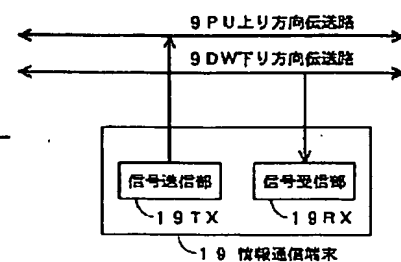 9PU上り方向伝送路
9DW下り方向伝送路
信号送信部
信号受信部
19TX
19RX
19 情報通信端末